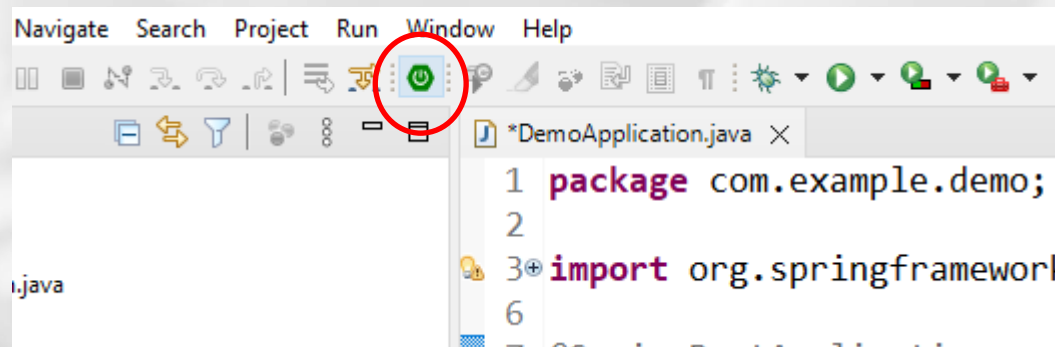 Navigate Search Project Run Window Help
*DemoApplication.java
1 package com.example.demo;
2
3 import org.springframework
6
.java